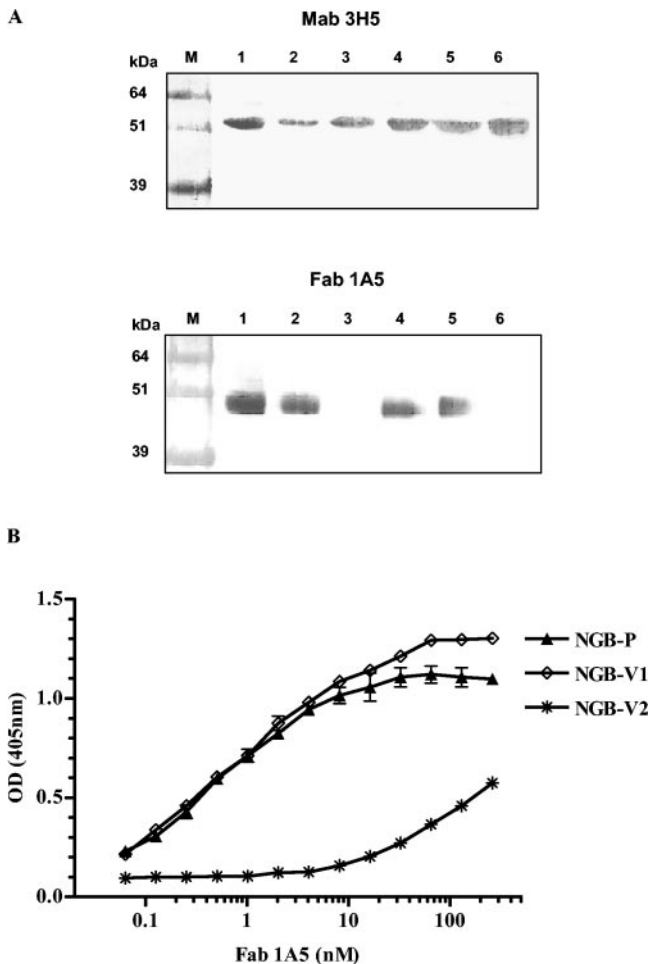 A
Mab 3H5
kDa M 1 2 3 4 5 6
64
51
39
Fab 1A5
kDa M 1 2 3 4 5 6
64
51
39
B
1.5
1.0
0.5
0.0
OD (405nm)
0.1 1 10 100
Fab 1A5 (nM)
NGB-P
NGB-V1
NGB-V2